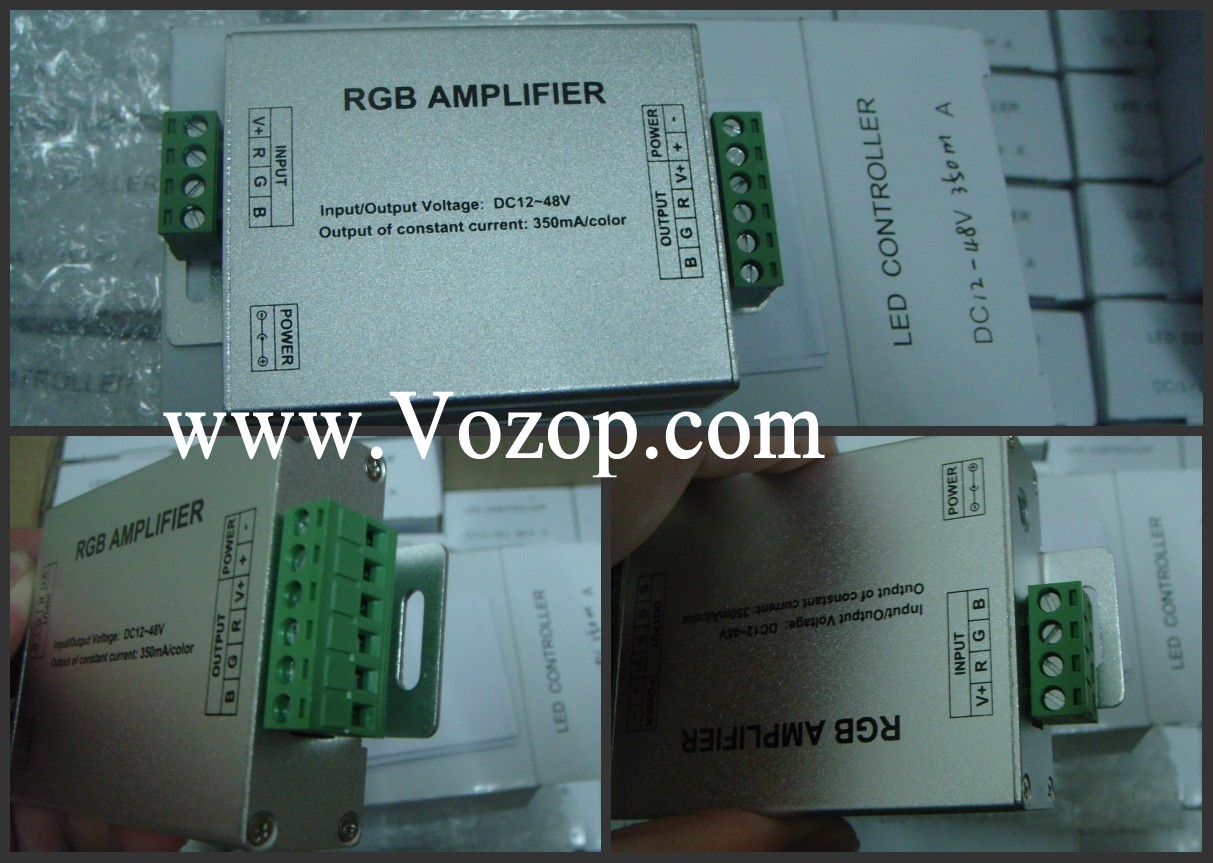 RGB AMPLIFIER
Input/Output Voltage: DC12~48V
Output of constant current: 350mA/color
INPUT
V+ R G B
POWER
POWER
- +
OUTPUT
V+ R G B
LED CONTROLLER
DC12-48V 350mA
www.Vozop.com
RGB AMPLIFIER
Input/Output Voltage: DC12~48V
Output of constant current: 350mA/color
POWER
- +
OUTPUT
V+ R G B
LED CONTROLLER
POWER
INPUT
V+ R G B
Input/Output Voltage: DC12~48V
Output of constant current: 350mA/color
RGB AMPLIFIER
LED CONTROLLER